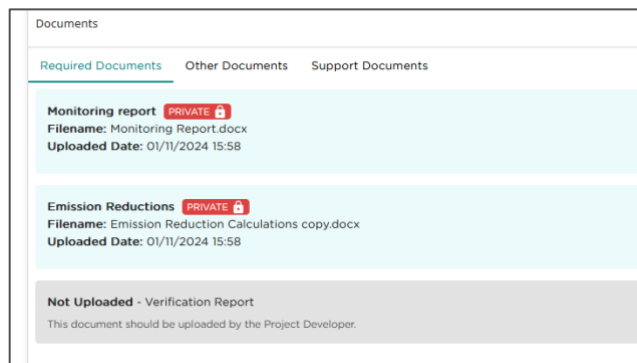 Documents
Required Documents Other Documents Support Documents
Monitoring report PRIVATE
Filename: Monitoring Report.docx
Uploaded Date: 01/11/2024 15:58
Emission Reductions PRIVATE
Filename: Emission Reduction Calculations copy.docx
Uploaded Date: 01/11/2024 15:58
Not Uploaded - Verification Report
This document should be uploaded by the Project Developer.